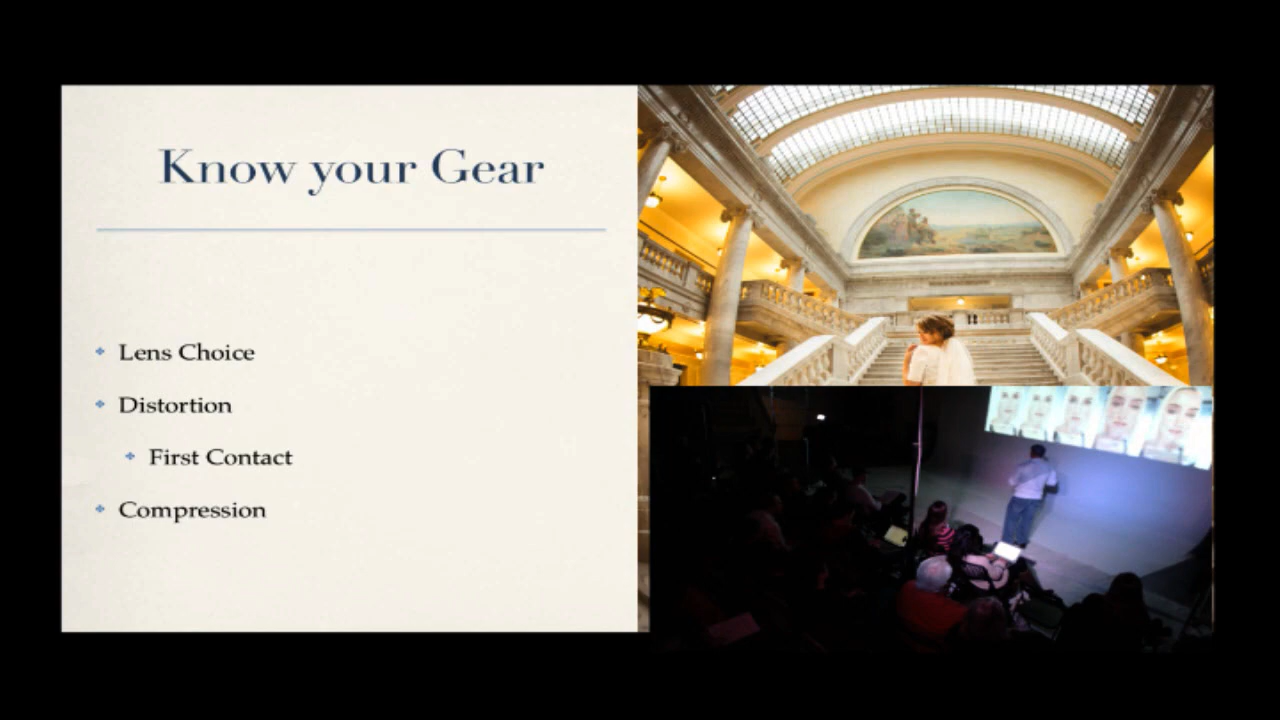 Know your Gear
Lens Choice
Distortion
First Contact
Compression